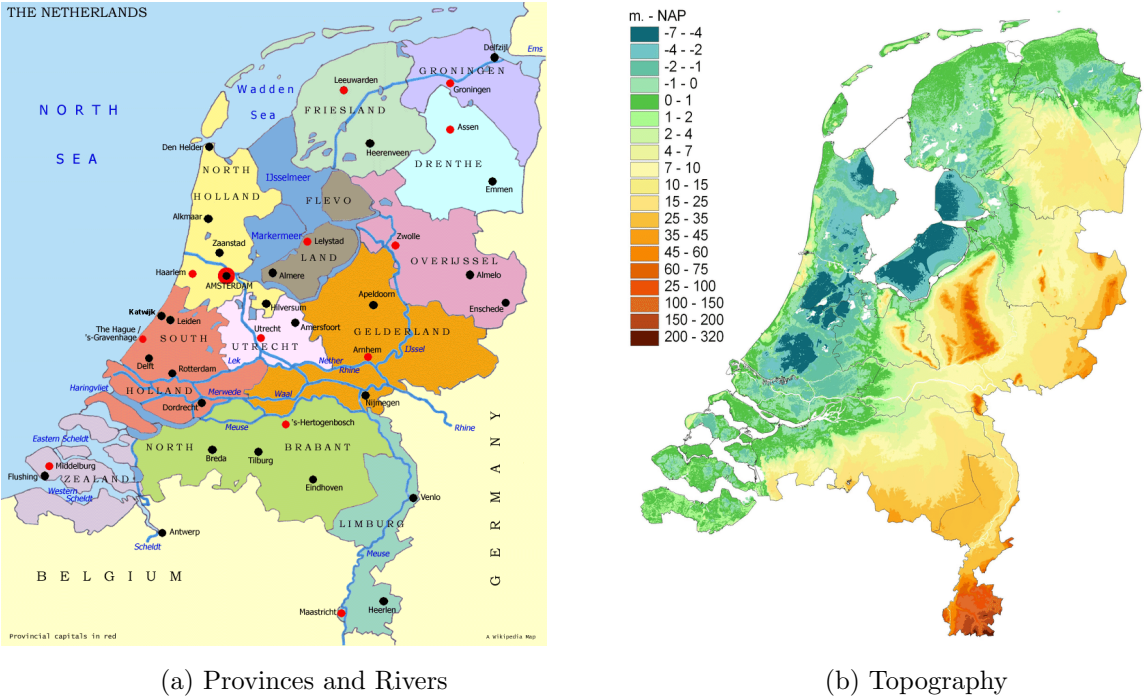 THE NETHERLANDS
Delfzijl
Ems
GRONINGEN
Leeuwarden
Groningen
Wadden
Sea
FRIESLAND
NORTH
SEA
Assen
Den Helder
Heerenveen
DRENTHE
NORTH
HOLLAND
IJsselmeer
Emmen
FLEVO
LAND
Alkmaar
Markermeer
Lelystad
Zwolle
Zaanstad
OVERIJSSEL
Haarlem
AMSTERDAM
Almere
Almelo
Apeldoorn
Enschede
Katwijk
Leiden
Hilversum
Amersfoort
The Hague /
's-Gravenhage
SOUTH
HOLLAND
Utrecht
UTRECHT
GELDERLAND
Delft
Lek
Nether
Rhine
Arnhem
IJssel
Rotterdam
Haringvliet
Merwede
Waal
Dordrecht
Nijmegen
Meuse
's-Hertogenbosch
Rhine
Eastern Scheldt
NORTH
BRABANT
Breda
Tilburg
Middelburg
Flushing
ZEALAND
Western
Scheldt
Eindhoven
Venlo
LIMBURG
Antwerp
Scheldt
Meuse
BELGIUM
GERMANY
Maastricht
Heerlen
Provincial capitals in red
A Wikipedia Map
(a) Provinces and Rivers
m. - NAP
-7 - -4
-4 - -2
-2 - -1
-1 - 0
0 - 1
1 - 2
2 - 4
4 - 7
7 - 10
10 - 15
15 - 25
25 - 35
35 - 45
45 - 60
60 - 75
25 - 100
100 - 150
150 - 200
200 - 320
(b) Topography